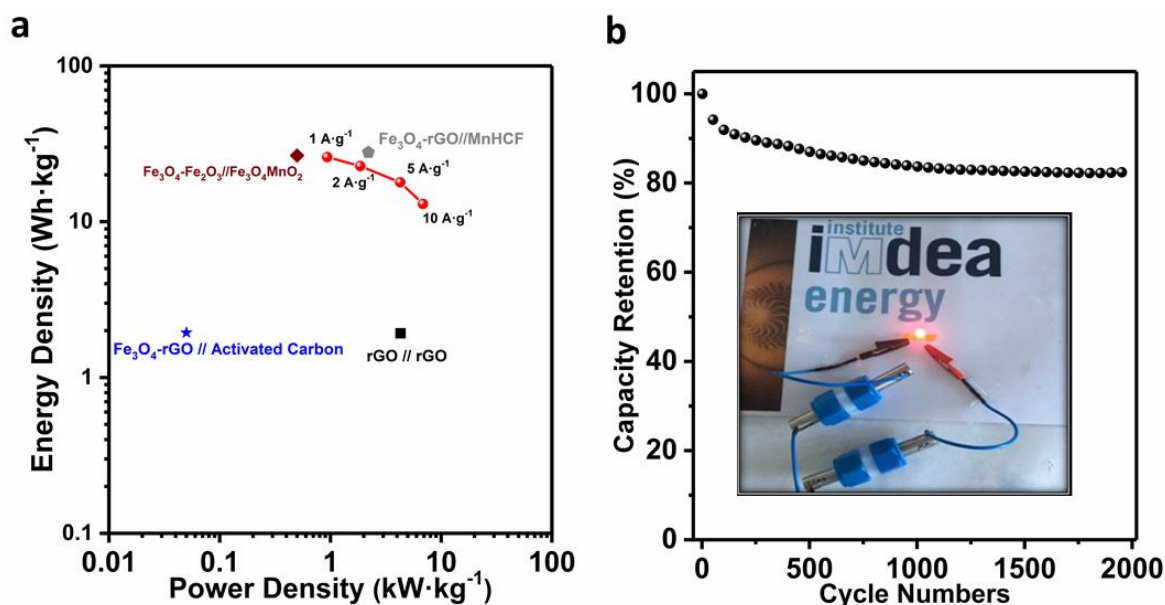 a
Energy Density (Wh·kg⁻¹)
100
10
1
0.1
0.01
0.1
1
10
100
Power Density (kW·kg⁻¹)
1 A·g⁻¹
2 A·g⁻¹
5 A·g⁻¹
10 A·g⁻¹
Fe₃O₄-rGO//MnHCF
Fe₃O₄-Fe₂O₃//Fe₃O₄MnO₂
Fe₃O₄-rGO // Activated Carbon
rGO // rGO
b
Capacity Retention (%)
100
80
60
40
20
0
0
500
1000
1500
2000
Cycle Numbers
institute
iMdea
energy